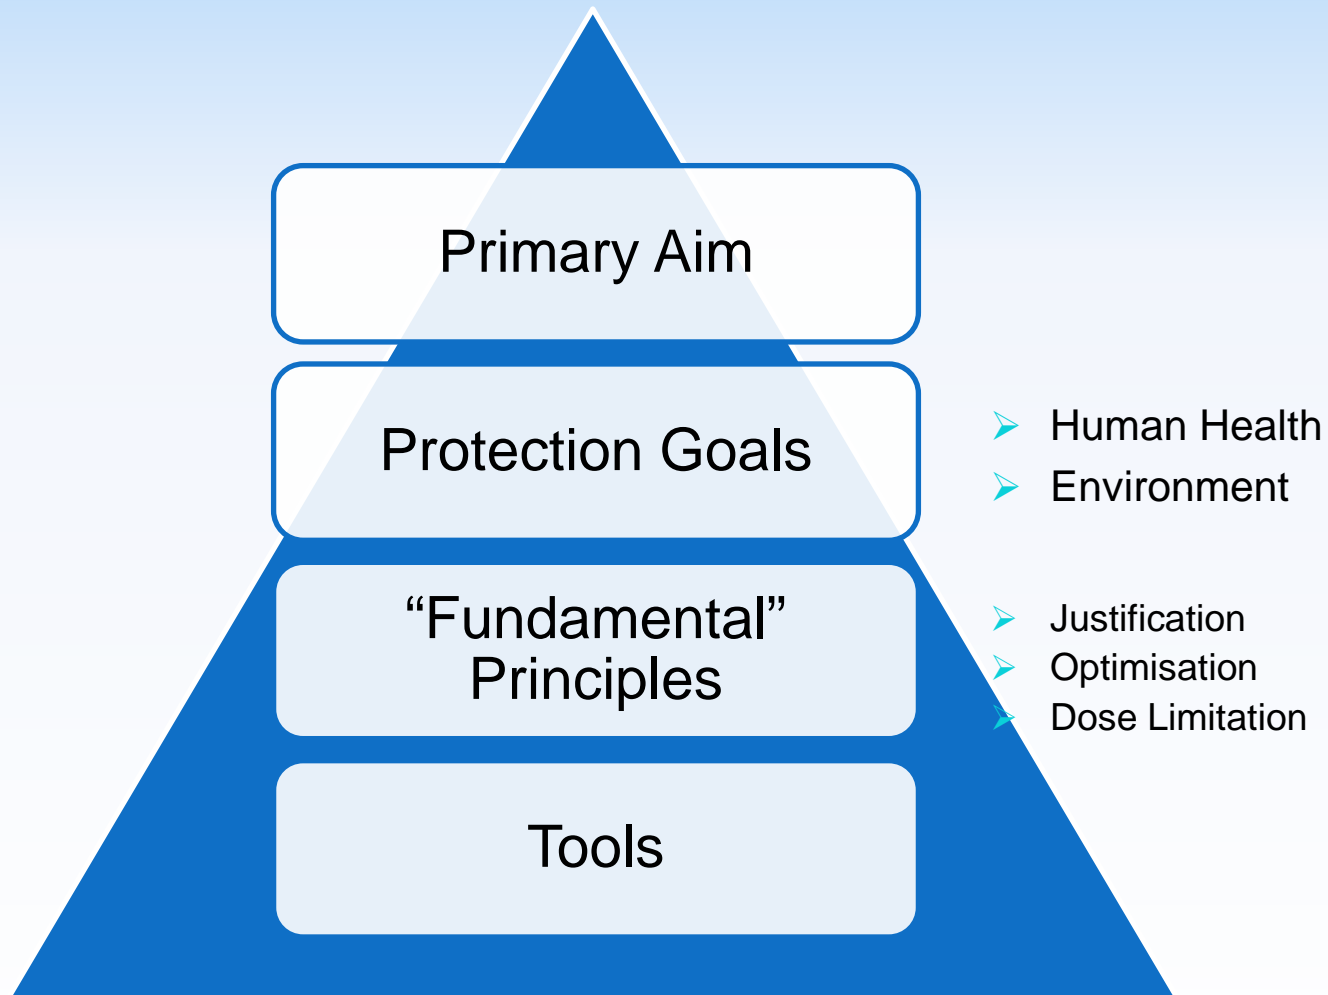 Primary Aim
Protection Goals
Human Health
Environment
“Fundamental”
Principles
Justification
Optimisation
Dose Limitation
Tools